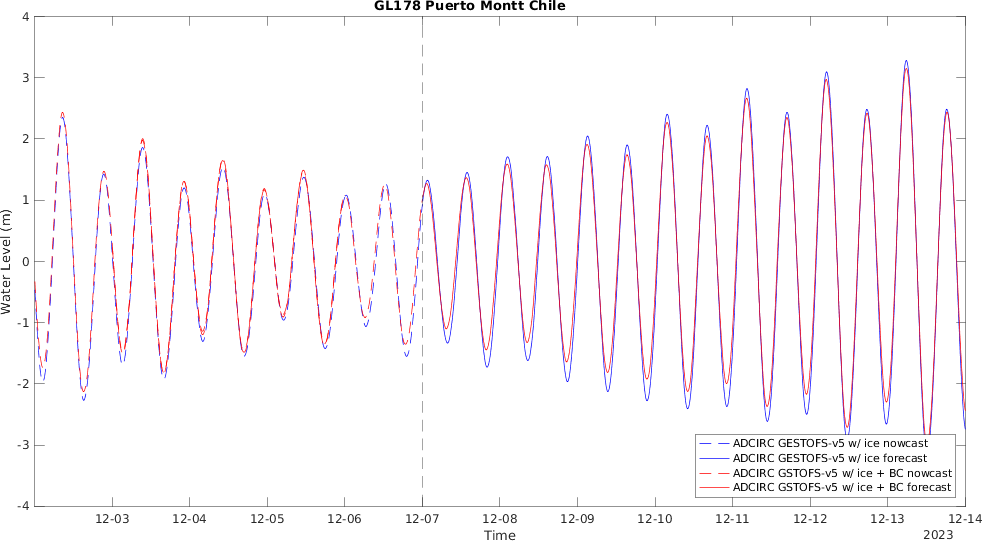 GL178 Puerto Montt Chile
4
3
2
1
0
-1
-2
-3
-4
Water Level (m)
ADCIRC GESTOFS-v5 w/ ice nowcast
ADCIRC GESTOFS-v5 w/ ice forecast
ADCIRC GSTOFS-v5 w/ ice + BC nowcast
ADCIRC GSTOFS-v5 w/ ice + BC forecast
12-03 12-04 12-05 12-06 12-07 12-08 12-09 12-10 12-11 12-12 12-13 12-14
Time
2023